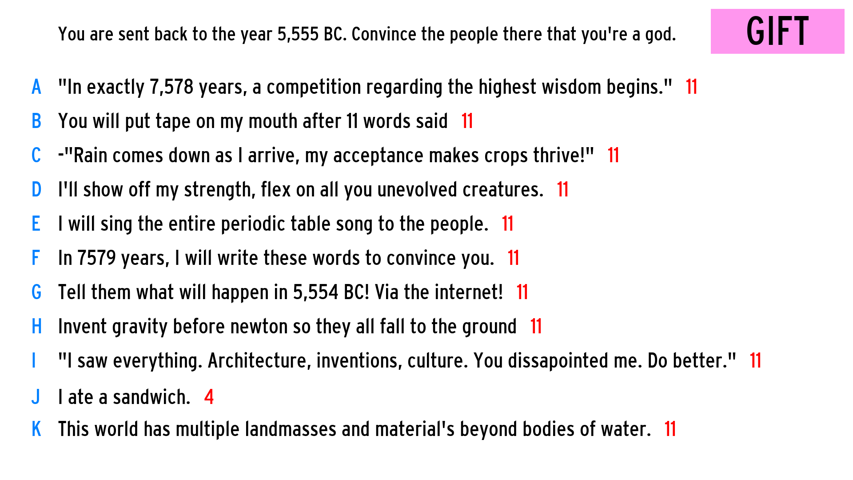 You are sent back to the year 5,555 BC. Convince the people there that you're a god.
GIFT
A "In exactly 7,578 years, a competition regarding the highest wisdom begins." 11
B You will put tape on my mouth after 11 words said 11
C -"Rain comes down as I arrive, my acceptance makes crops thrive!" 11
D I'll show off my strength, flex on all you unevolved creatures. 11
E I will sing the entire periodic table song to the people. 11
F In 7579 years, I will write these words to convince you. 11
G Tell them what will happen in 5,554 BC! Via the internet! 11
H Invent gravity before newton so they all fall to the ground 11
I "I saw everything. Architecture, inventions, culture. You dissapointed me. Do better." 11
J I ate a sandwich. 4
K This world has multiple landmasses and material's beyond bodies of water. 11